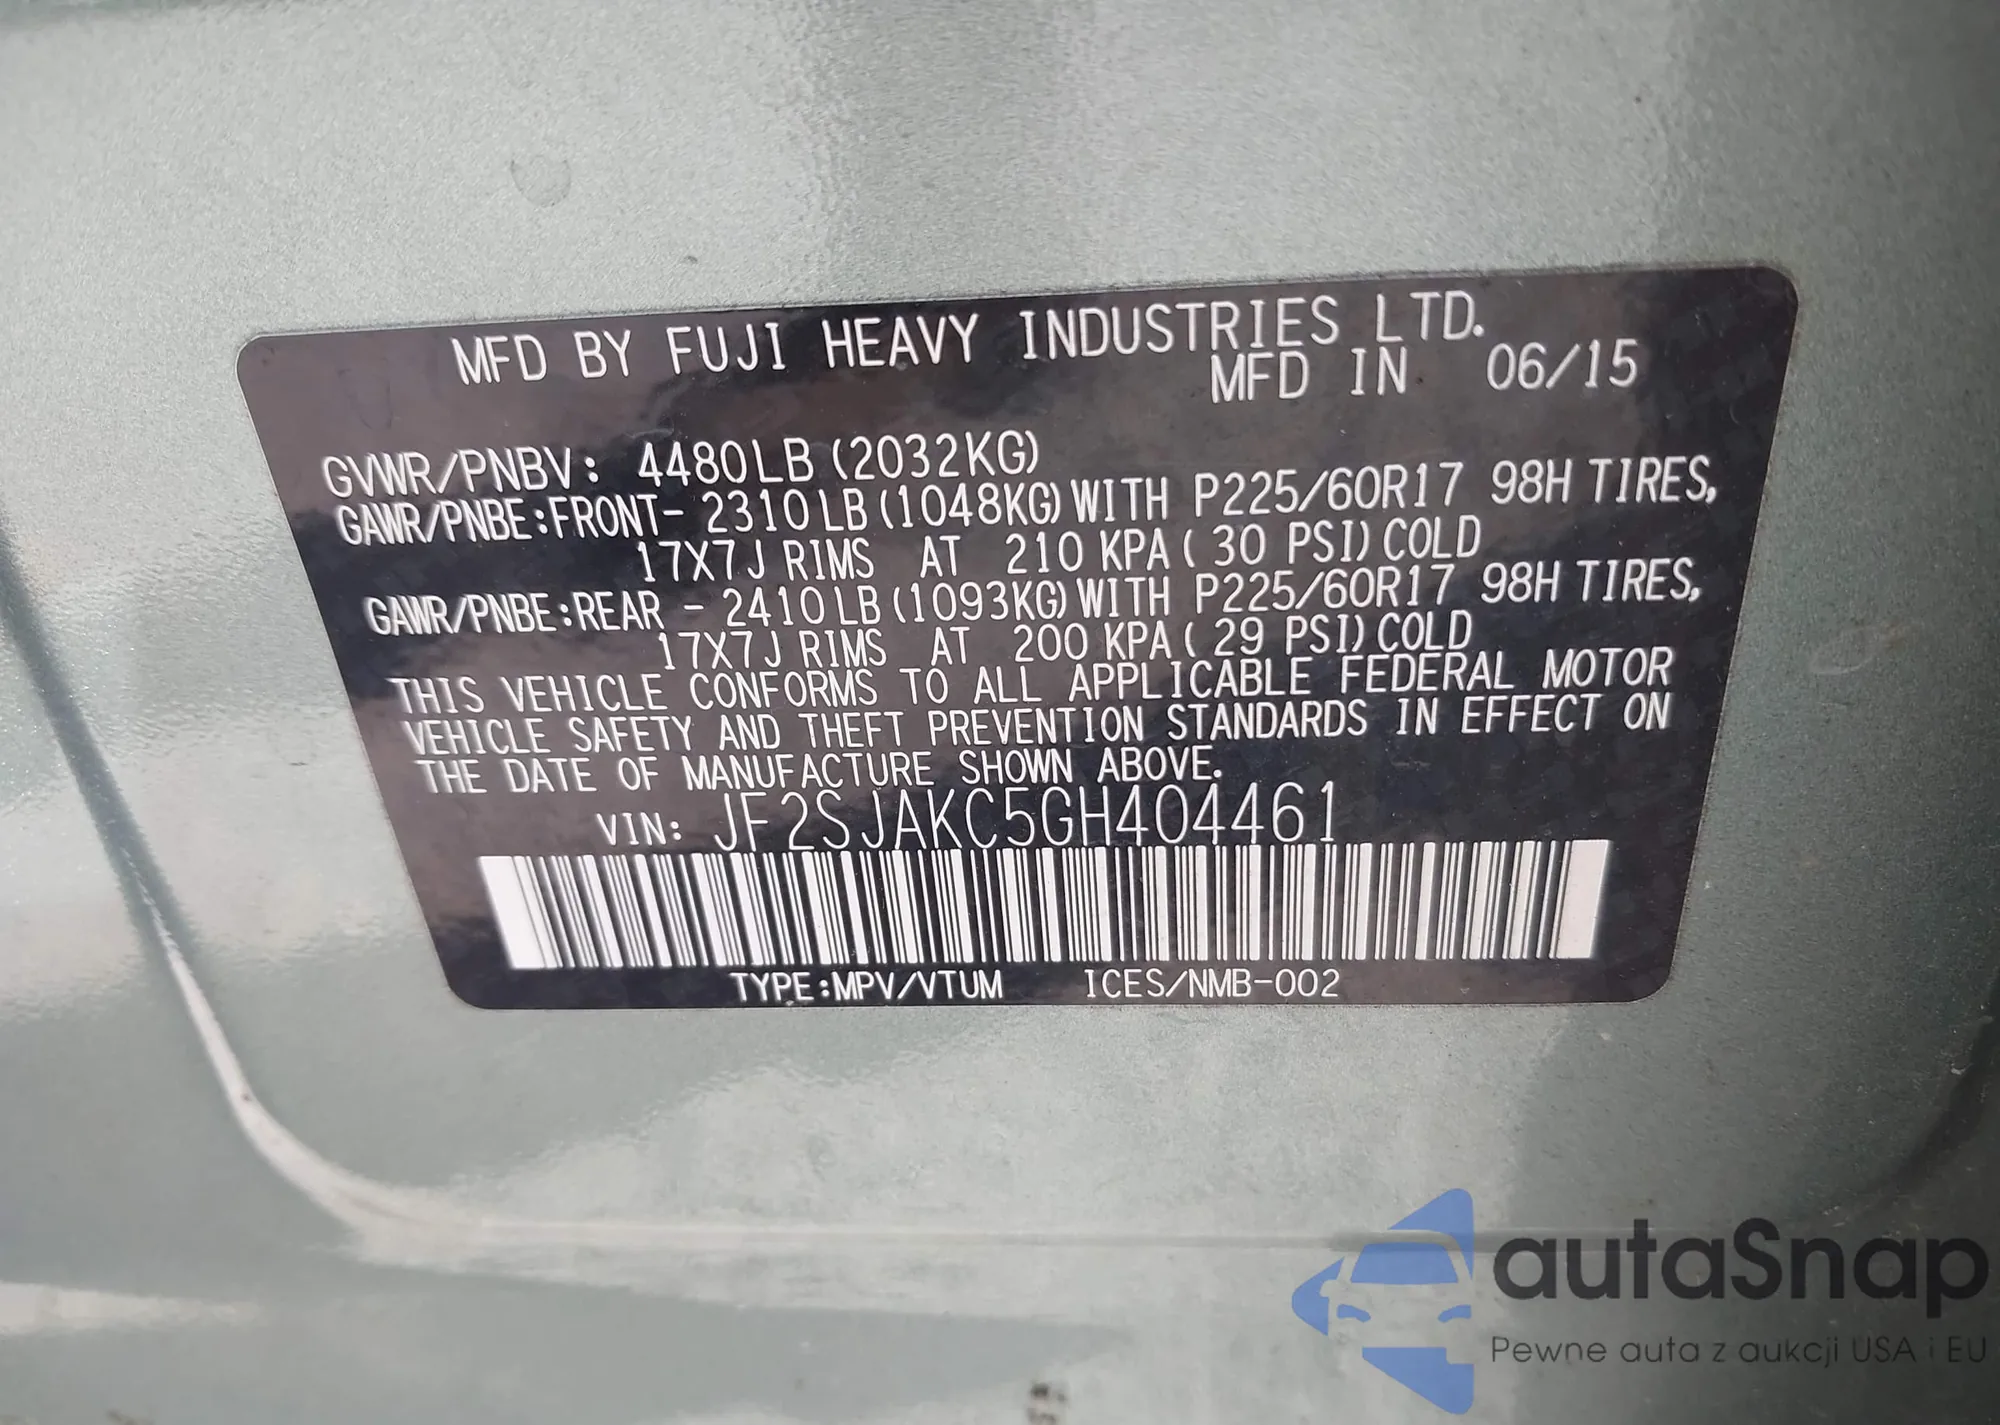 MFD BY FUJI HEAVY INDUSTRIES LTD.
MFD IN 06/15
GVWR/PNBV: 4480LB (2032KG)
GAWR/PNBE:FRONT- 2310LB (1048KG) WITH P225/60R17 98H TIRES,
17X7J RIMS AT 210 KPA ( 30 PSI) COLD
GAWR/PNBE:REAR - 2410LB (1093KG) WITH P225/60R17 98H TIRES,
17X7J RIMS AT 200 KPA ( 29 PSI) COLD
THIS VEHICLE CONFORMS TO ALL APPLICABLE FEDERAL MOTOR
VEHICLE SAFETY AND THEFT PREVENTION STANDARDS IN EFFECT ON
THE DATE OF MANUFACTURE SHOWN ABOVE.
VIN: JF2SJAKC5GH404461
TYPE:MPV/VTUM ICES/NMB-002
autaSnap
Pewne auta z aukcji USA i EU